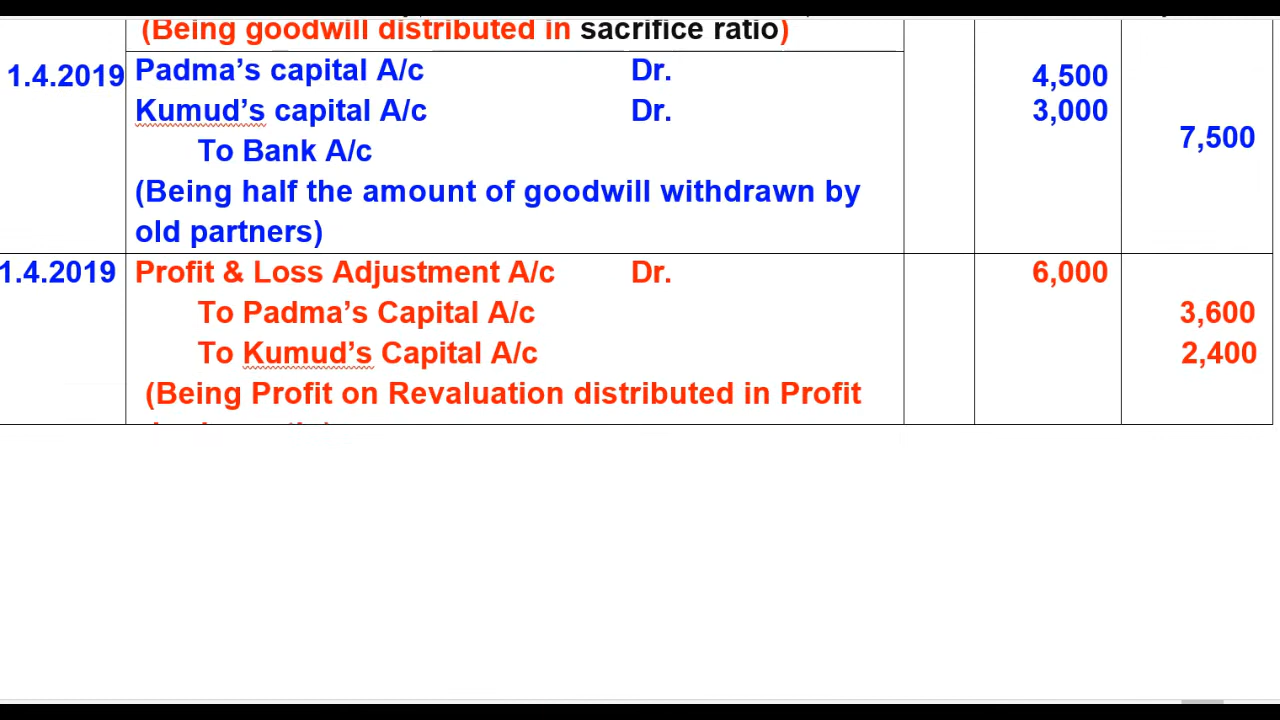 (Being goodwill distributed in sacrifice ratio)
1.4.2019 Padma's capital A/c Dr. 4,500
Kumud's capital A/c Dr. 3,000
To Bank A/c 7,500
(Being half the amount of goodwill withdrawn by
old partners)
1.4.2019 Profit & Loss Adjustment A/c Dr. 6,000
To Padma's Capital A/c 3,600
To Kumud's Capital A/c 2,400
(Being Profit on Revaluation distributed in Profit